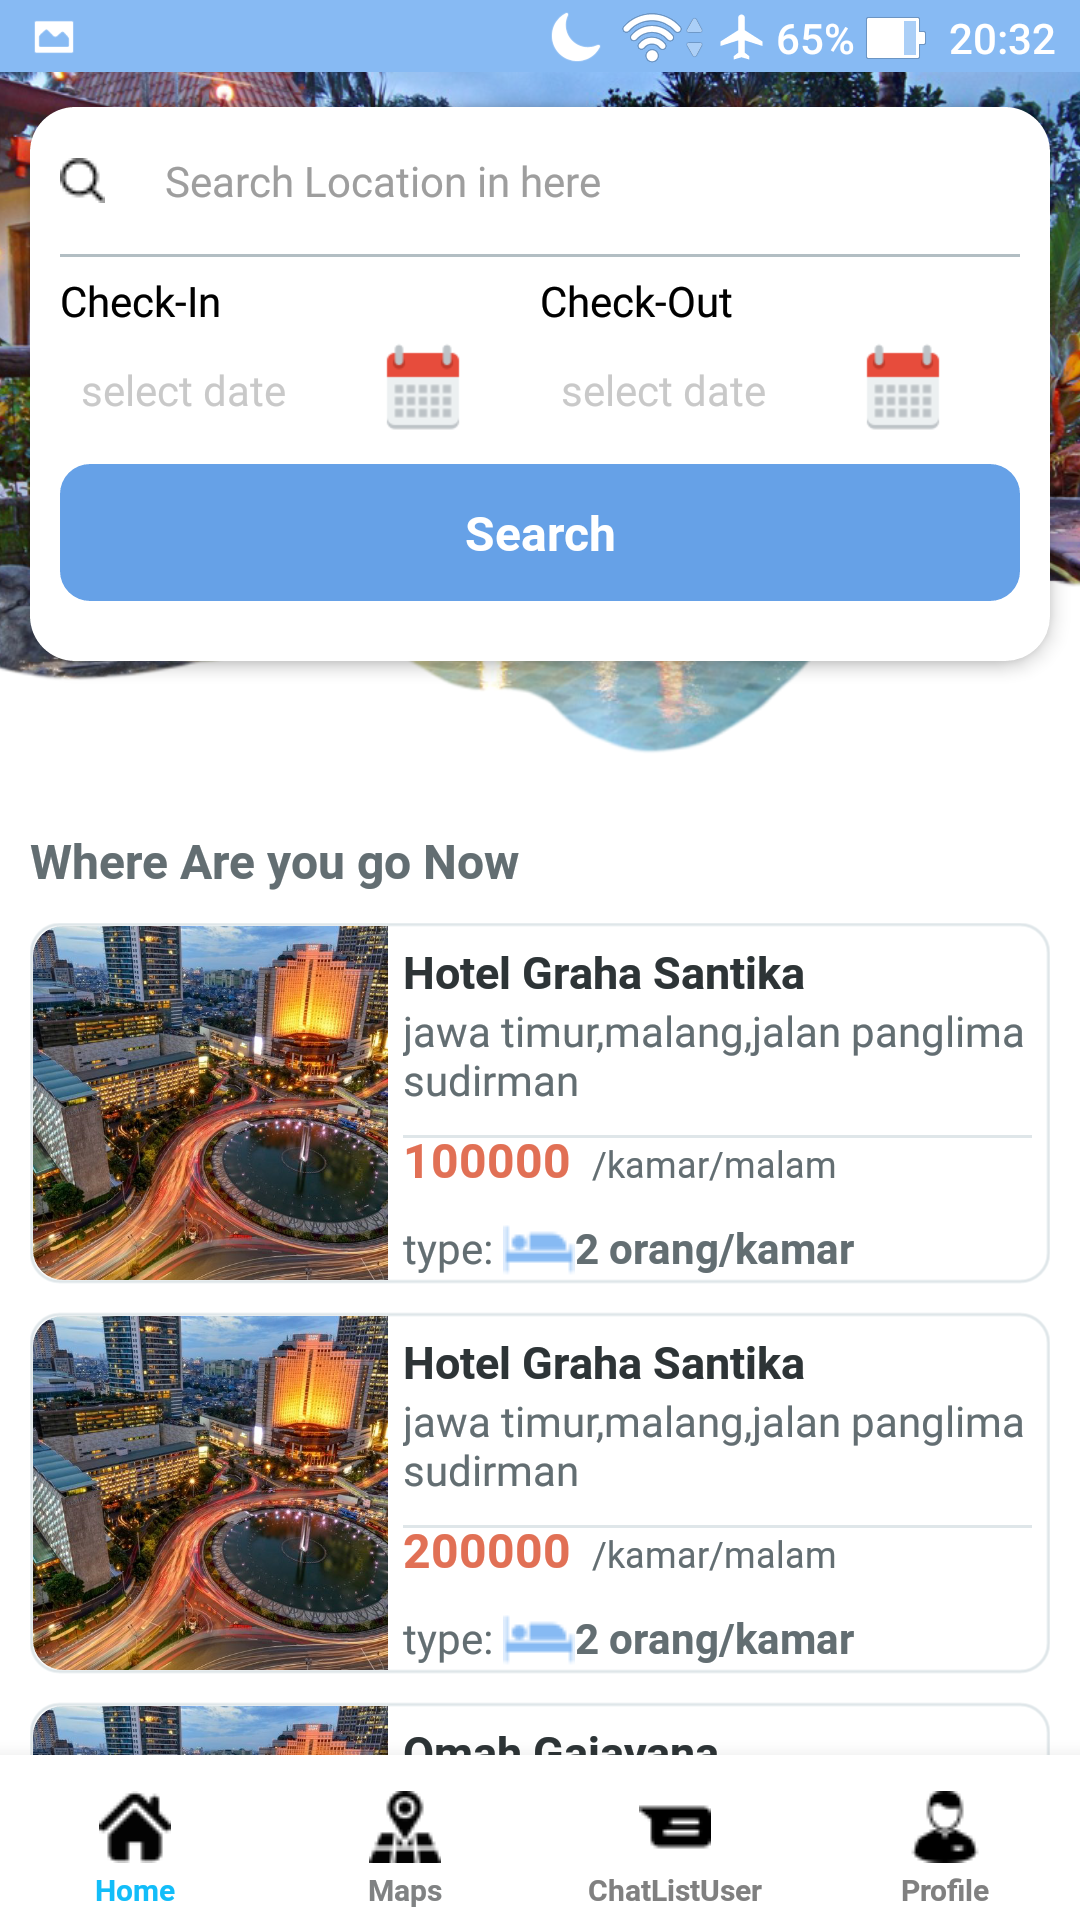 65% 20:32
Search Location in here
Check-In Check-Out
select date select date
Search
Where Are you go Now
Hotel Graha Santika
jawa timur,malang,jalan panglima
sudirman
100000 /kamar/malam
type: 2 orang/kamar
Hotel Graha Santika
jawa timur,malang,jalan panglima
sudirman
200000 /kamar/malam
type: 2 orang/kamar
Omah Gajayana
Home Maps ChatListUser Profile